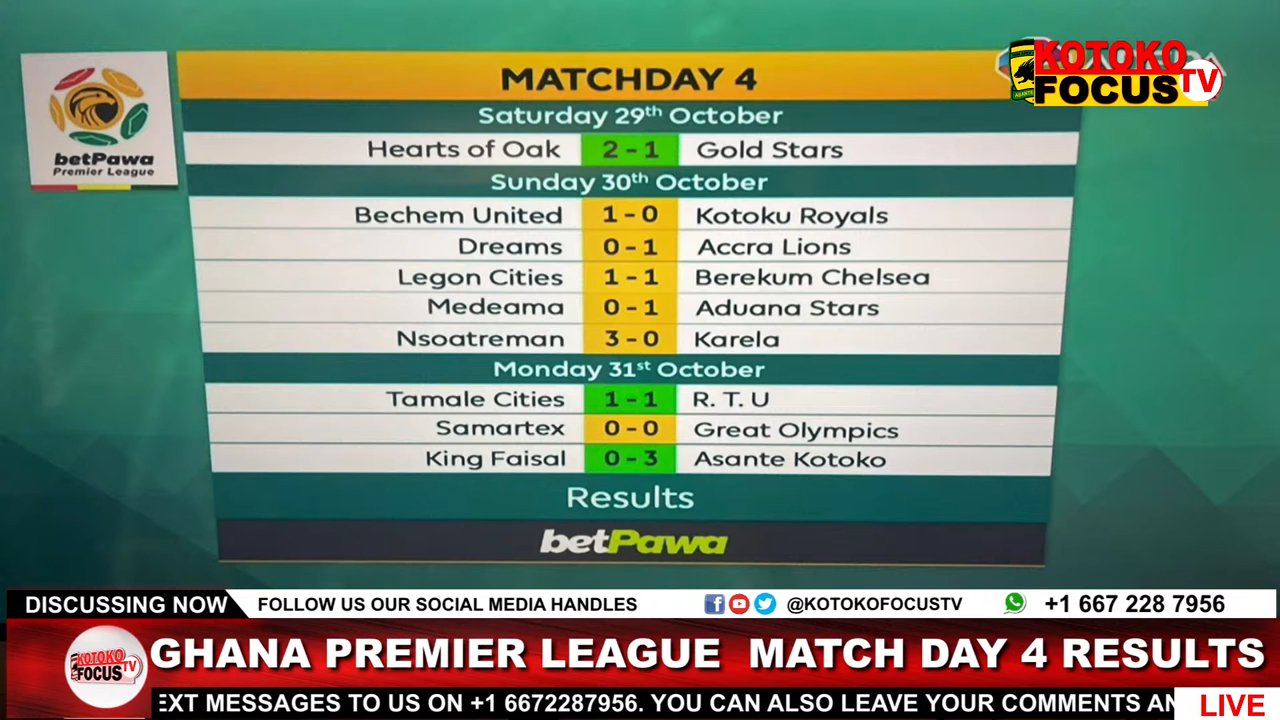 MATCHDAY 4
KOTOKO
FOCUS TV
betPawa
Premier League
Saturday 29th October
Hearts of Oak 2 - 1 Gold Stars
Sunday 30th October
Bechem United 1 - 0 Kotoku Royals
Dreams 0 - 1 Accra Lions
Legon Cities 1 - 1 Berekum Chelsea
Medeama 0 - 1 Aduana Stars
Nsoatreman 3 - 0 Karela
Monday 31st October
Tamale Cities 1 - 1 R. T. U
Samartex 0 - 0 Great Olympics
King Faisal 0 - 3 Asante Kotoko
Results
betPawa
DISCUSSING NOW FOLLOW US OUR SOCIAL MEDIA HANDLES @KOTOKOFOCUSTV +1 667 228 7956
KOTOKO
FOCUS TV
GHANA PREMIER LEAGUE MATCH DAY 4 RESULTS
EXT MESSAGES TO US ON +1 6672287956. YOU CAN ALSO LEAVE YOUR COMMENTS AN
LIVE